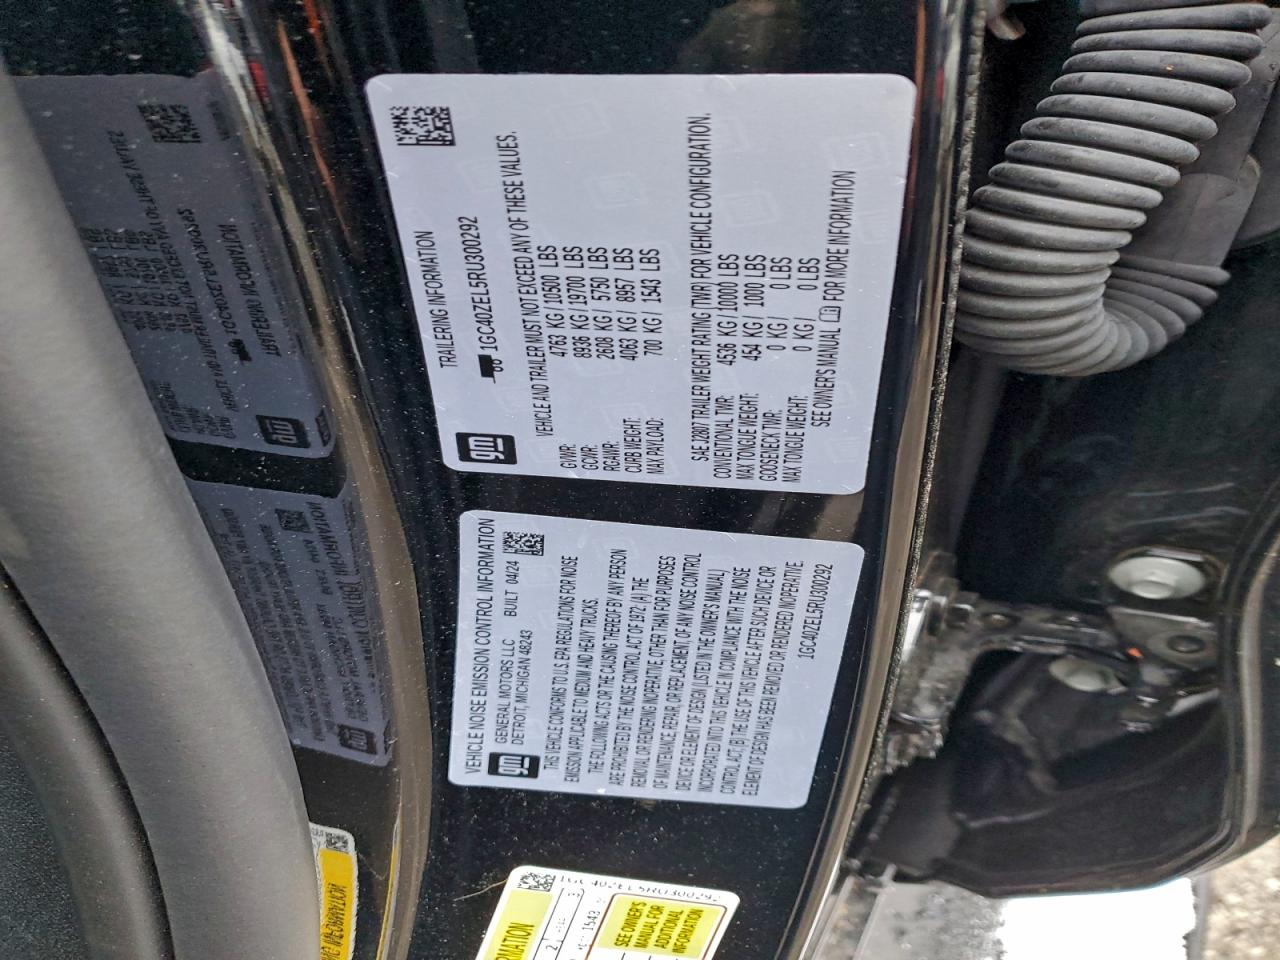 TRAILERING INFORMATION
1GC40ZEL5RU300292
gm
VEHICLE AND TRAILER MUST NOT EXCEED ANY OF THESE VALUES.
GVWR: 4763 KG / 10500 LBS
GCWR: 8936 KG / 19700 LBS
RGAWR: 2608 KG / 5750 LBS
CURB WEIGHT: 4063 KG / 8957 LBS
MAX PAYLOAD: 700 KG / 1543 LBS
SAE J2807 TRAILER WEIGHT RATING (TWR) FOR VEHICLE CONFIGURATION.
CONVENTIONAL TWR: 4536 KG / 10000 LBS
MAX TONGUE WEIGHT: 454 KG / 1000 LBS
GOOSENECK TWR: 0 KG / 0 LBS
MAX TONGUE WEIGHT: 0 KG / 0 LBS
SEE OWNER'S MANUAL FOR MORE INFORMATION
VEHICLE NOISE EMISSION CONTROL INFORMATION
gm
GENERAL MOTORS LLC BUILT 04/24
DETROIT, MICHIGAN 48243
THIS VEHICLE CONFORMS TO U.S. EPA REGULATIONS FOR NOISE
EMISSION APPLICABLE TO MEDIUM AND HEAVY TRUCKS.
THE FOLLOWING ACTS OR THE CAUSING THEREOF BY ANY PERSON
ARE PROHIBITED BY THE NOISE CONTROL ACT OF 1972: (A) THE
REMOVAL OR RENDERING INOPERATIVE, OTHER THAN FOR PURPOSES
OF MAINTENANCE, REPAIR, OR REPLACEMENT, OF ANY NOISE CONTROL
DEVICE OR ELEMENT OF DESIGN (LISTED IN THE OWNER'S MANUAL)
INCORPORATED INTO THIS VEHICLE IN COMPLIANCE WITH THE NOISE
CONTROL ACT; (B) THE USE OF THIS VEHICLE AFTER SUCH DEVICE OR
ELEMENT OF DESIGN HAS BEEN REMOVED OR RENDERED INOPERATIVE.
1GC40ZEL5RU300292
1GC40ZEL5RU300292
SEE OWNER'S
MANUAL FOR
ADDITIONAL
INFORMATION